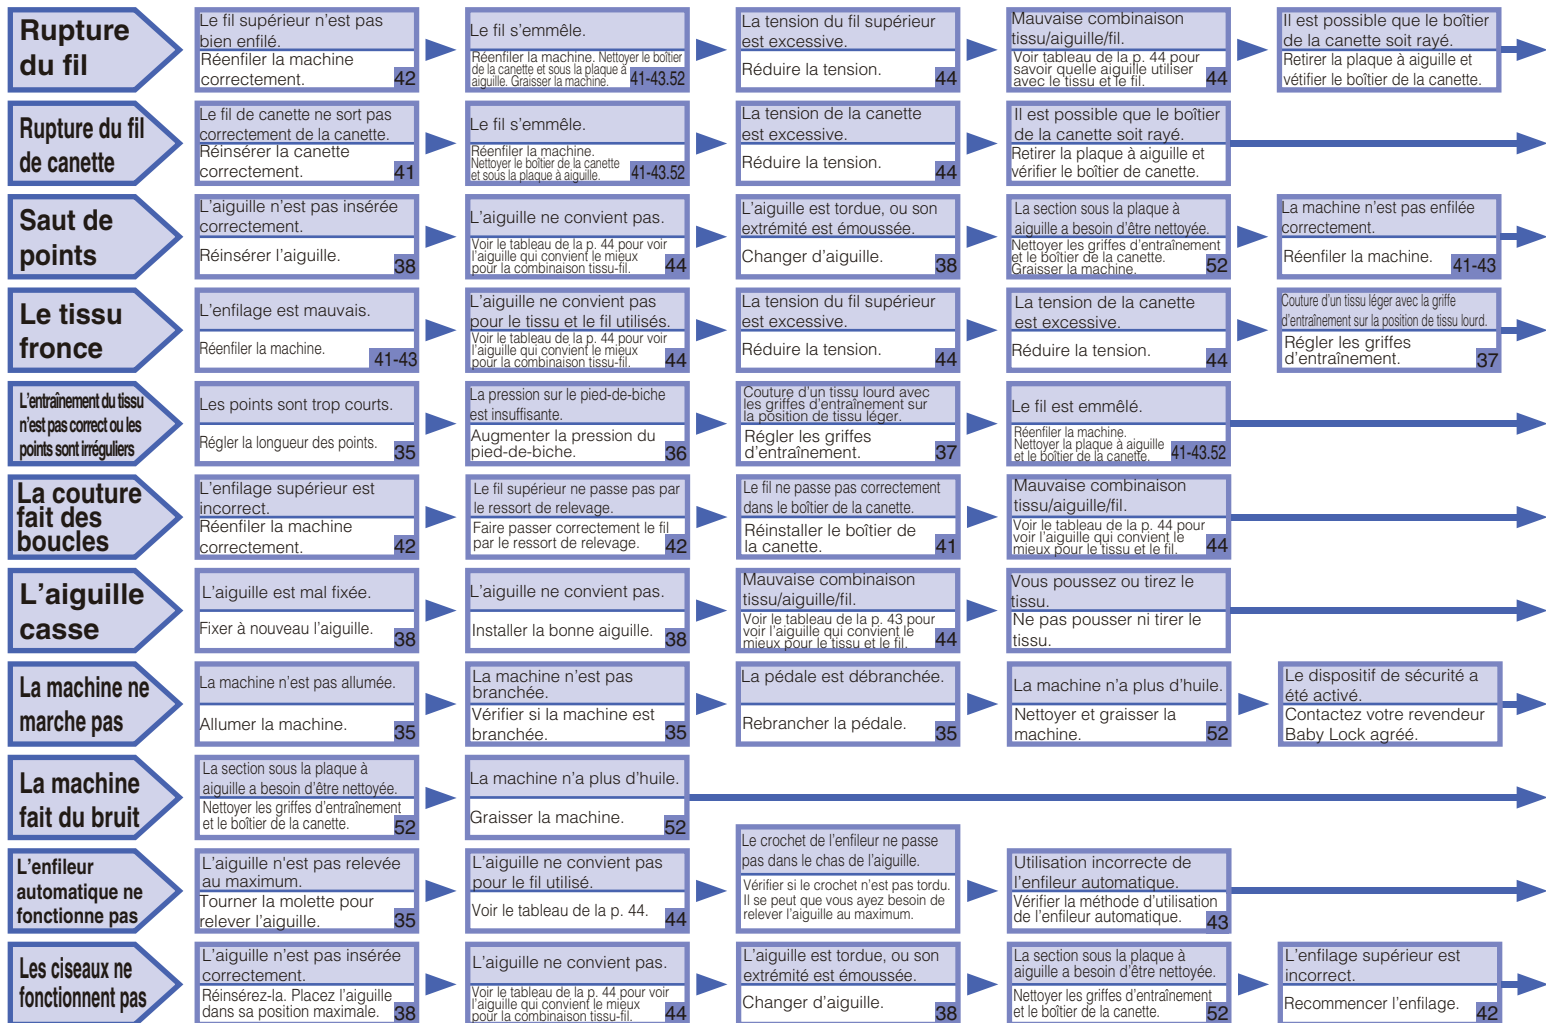 Rupture
du fil
Le fil supérieur n'est pas
bien enfilé.
Réenfiler la machine
correctement.
42
Le fil s'emmêle.
Réenfiler la machine. Nettoyer le boîtier
de la canette et sous la plaque à
aiguille. Graisser la machine.
41-43.52
La tension du fil supérieur
est excessive.
Réduire la tension.
44
Mauvaise combinaison
tissu/aiguille/fil.
Voir tableau de la p. 44 pour
savoir quelle aiguille utiliser
avec le tissu et le fil.
44
Il est possible que le boîtier
de la canette soit rayé.
Retirer la plaque à aiguille et
vétifier le boîtier de la canette.
Rupture du fil
de canette
Le fil de canette ne sort pas
correctement de la canette.
Réinsérer la canette
correctement.
41
Le fil s'emmêle.
Réenfiler la machine.
Nettoyer le boîtier de la canette
et sous la plaque à aiguille.
41-43.52
La tension de la canette
est excessive.
Réduire la tension.
44
Il est possible que le boîtier
de la canette soit rayé.
Retirer la plaque à aiguille et
vérifier le boîtier de canette.
Saut de
points
L'aiguille n'est pas insérée
correctement.
Réinsérer l'aiguille.
38
L'aiguille ne convient pas.
Voir le tableau de la p. 44 pour voir
l'aiguille qui convient le mieux
pour la combinaison tissu-fil.
44
L'aiguille est tordue, ou son
extrémité est émoussée.
Changer d'aiguille.
38
La section sous la plaque à
aiguille a besoin d'être nettoyée.
Nettoyer les griffes d'entraînement
et le boîtier de la canette.
Graisser la machine.
52
La machine n'est pas enfilée
correctement.
Réenfiler la machine.
41-43
Le tissu
fronce
L'enfilage est mauvais.
Réenfiler la machine.
41-43
L'aiguille ne convient pas
pour le tissu et le fil utilisés.
Voir le tableau de la p. 44 pour voir
l'aiguille qui convient le mieux
pour la combinaison tissu-fil.
44
La tension du fil supérieur
est excessive.
Réduire la tension.
44
La tension de la canette
est excessive.
Réduire la tension.
44
Couture d'un tissu léger avec la griffe
d'entraînement sur la position de tissu lourd.
Régler les griffes
d'entraînement.
37
L'entraînement du tissu
n'est pas correct ou les
points sont irréguliers
Les points sont trop courts.
Régler la longueur des points.
35
La pression sur le pied-de-biche
est insuffisante.
Augmenter la pression du
pied-de-biche.
36
Couture d'un tissu lourd avec
les griffes d'entraînement sur
la position de tissu léger.
Régler les griffes
d'entraînement.
37
Le fil est emmêlé.
Réenfiler la machine.
Nettoyer la plaque à aiguille
et le boîtier de la canette.
41-43.52
La couture
fait des
boucles
L'enfilage supérieur est
incorrect.
Réenfiler la machine
correctement.
42
Le fil supérieur ne passe pas par
le ressort de relevage.
Faire passer correctement le fil
par le ressort de relevage.
42
Le fil ne passe pas correctement
dans le boîtier de la canette.
Réinstaller le boîtier de
la canette.
41
Mauvaise combinaison
tissu/aiguille/fil.
Voir le tableau de la p. 44 pour
voir l'aiguille qui convient le
mieux pour le tissu et le fil.
44
L'aiguille
casse
L'aiguille est mal fixée.
Fixer à nouveau l'aiguille.
38
L'aiguille ne convient pas.
Installer la bonne aiguille.
38
Mauvaise combinaison
tissu/aiguille/fil.
Voir le tableau de la p. 43 pour
voir l'aiguille qui convient le
mieux pour le tissu et le fil.
44
Vous poussez ou tirez le
tissu.
Ne pas pousser ni tirer le
tissu.
La machine ne
marche pas
La machine n'est pas allumée.
Allumer la machine.
35
La machine n'est pas
branchée.
Vérifier si la machine est
branchée.
35
La pédale est débranchée.
Rebrancher la pédale.
35
La machine n'a plus d'huile.
Nettoyer et graisser la
machine.
52
Le dispositif de sécurité a
été activé.
Contactez votre revendeur
Baby Lock agréé.
La machine
fait du bruit
La section sous la plaque à
aiguille a besoin d'être nettoyée.
Nettoyer les griffes d'entraînement
et le boîtier de la canette.
52
La machine n'a plus d'huile.
Graisser la machine.
52
L'enfileur
automatique ne
fonctionne pas
L'aiguille n'est pas relevée
au maximum.
Tourner la molette pour
relever l'aiguille.
35
L'aiguille ne convient pas
pour le fil utilisé.
Voir le tableau de la p. 44.
44
Le crochet de l'enfileur ne passe
pas dans le chas de l'aiguille.
Vérifier si le crochet n'est pas tordu.
Il se peut que vous ayez besoin de
relever l'aiguille au maximum.
Utilisation incorrecte de
l'enfileur automatique.
Vérifier la méthode d'utilisation
de l'enfileur automatique.
43
Les ciseaux ne
fonctionnent pas
L'aiguille n'est pas insérée
correctement.
Réinsérez-la. Placez l'aiguille
dans sa position maximale.
38
L'aiguille ne convient pas.
Voir le tableau de la p. 44 pour voir
l'aiguille qui convient le mieux
pour la combinaison tissu-fil.
44
L'aiguille est tordue, ou son
extrémité est émoussée.
Changer d'aiguille.
38
La section sous la plaque à
aiguille a besoin d'être nettoyée.
Nettoyer les griffes d'entraînement
et le boîtier de la canette.
52
L'enfilage supérieur est
incorrect.
Recommencer l'enfilage.
42